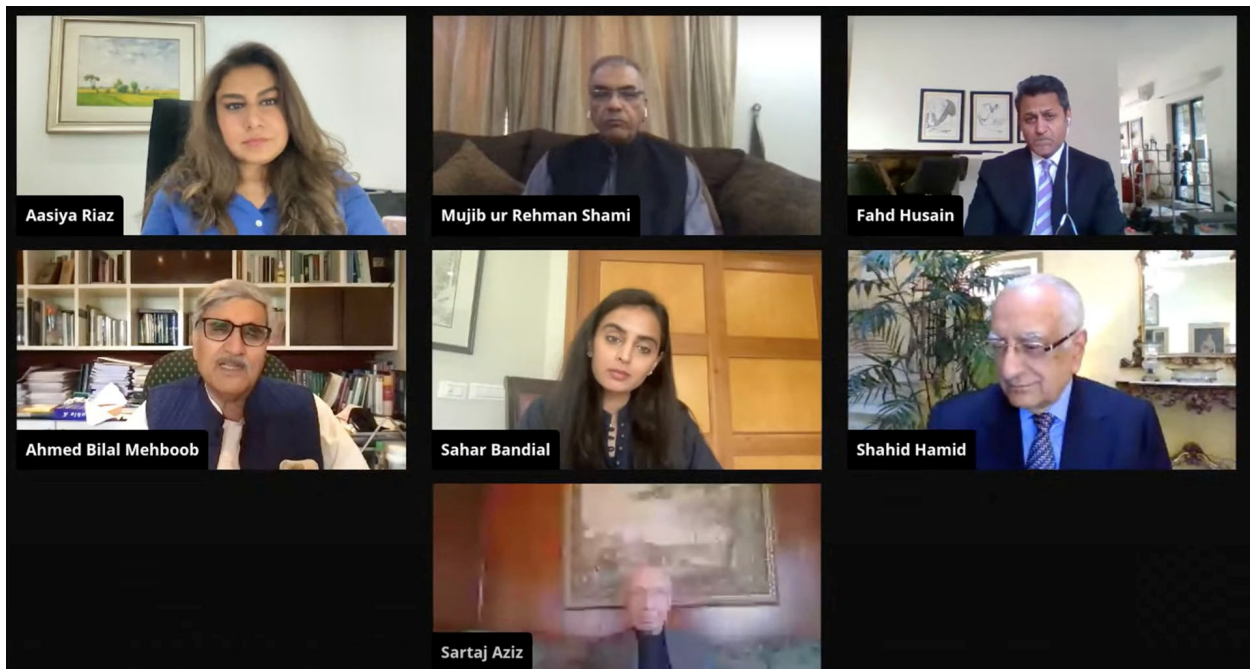 Aasiya Riaz
Mujib ur Rehman Shami
Fahd Husain
Ahmed Bilal Mehboob
Sahar Bandial
Shahid Hamid
Sartaj Aziz